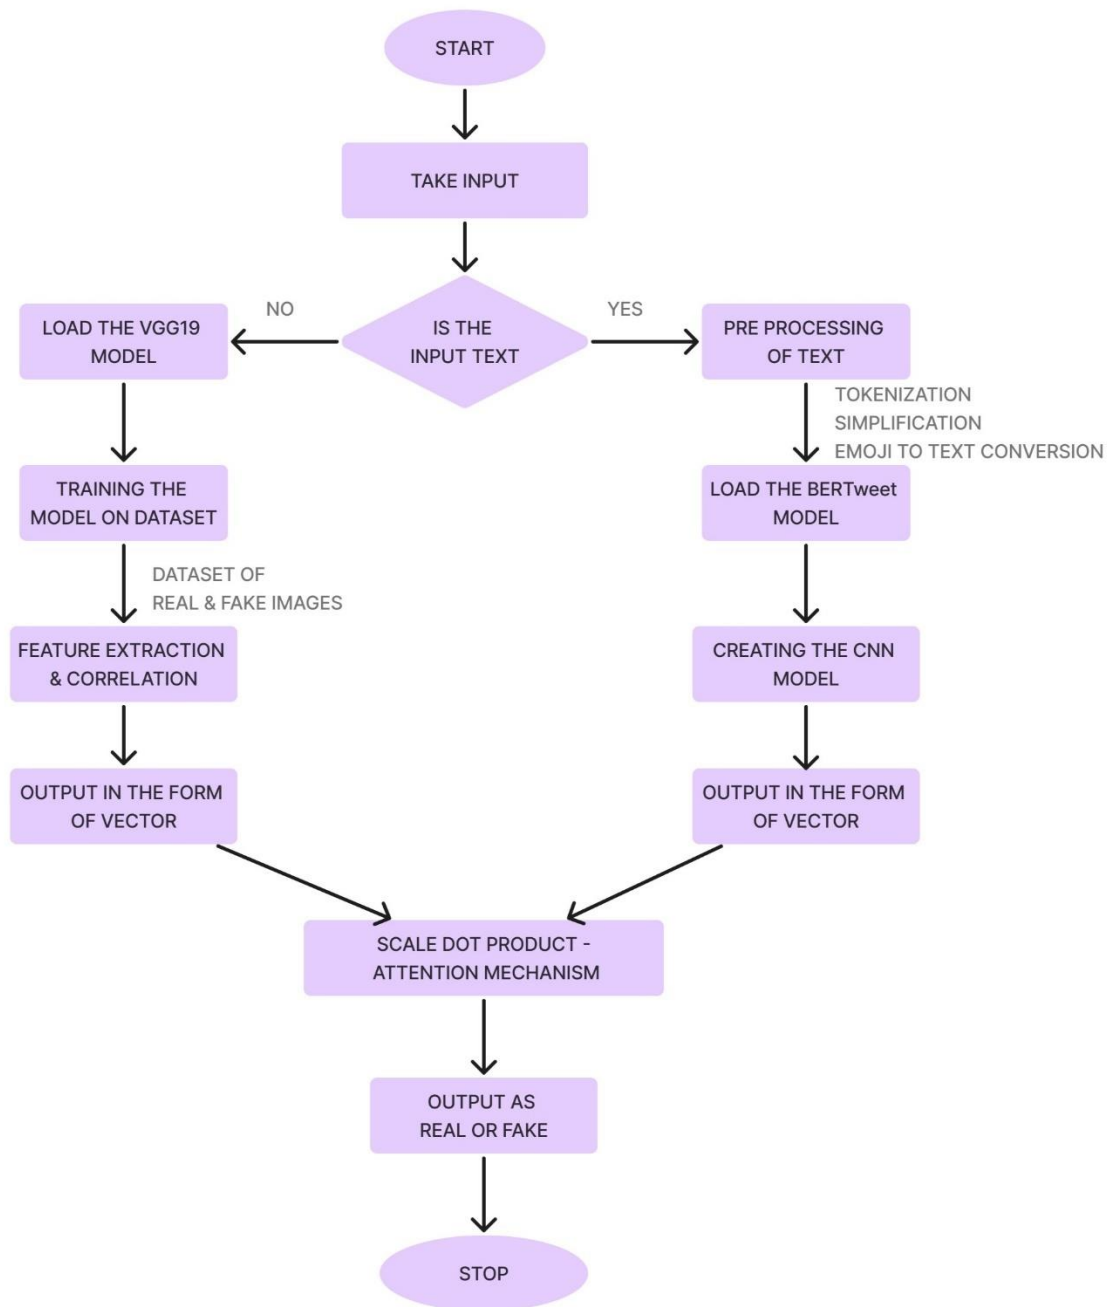 START
TAKE INPUT
NO
YES
IS THE
INPUT TEXT
LOAD THE VGG19
MODEL
PRE PROCESSING
OF TEXT
TOKENIZATION
SIMPLIFICATION
EMOJI TO TEXT CONVERSION
TRAINING THE
MODEL ON DATASET
LOAD THE BERTweet
MODEL
DATASET OF
REAL & FAKE IMAGES
FEATURE EXTRACTION
& CORRELATION
CREATING THE CNN
MODEL
OUTPUT IN THE FORM
OF VECTOR
OUTPUT IN THE FORM
OF VECTOR
SCALE DOT PRODUCT -
ATTENTION MECHANISM
OUTPUT AS
REAL OR FAKE
STOP